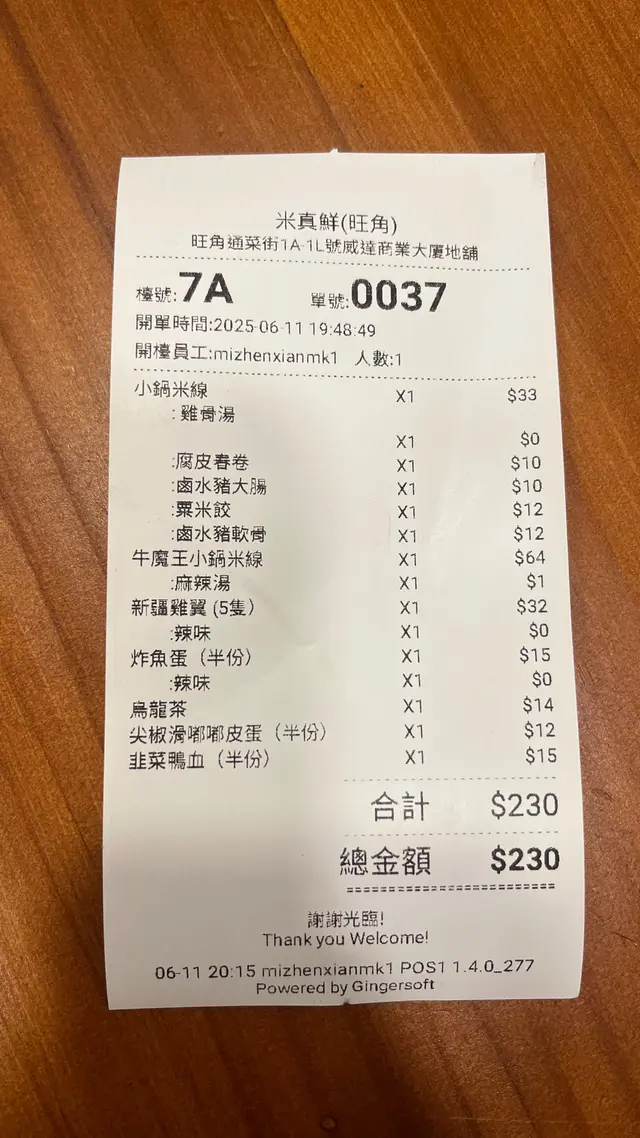 米真鮮(旺角)
旺角通菜街1A-1L號威達商業大廈地舖
檯號:7A 單號:0037
開單時間:2025-06-11 19:48:49
開檯員工:mizhenxianmk1 人數:1
小鍋米線 X1 $33
:雞骨湯
X1 $0
:腐皮春卷 X1 $10
:鹵水豬大腸 X1 $10
:粟米餃 X1 $12
:鹵水豬軟骨 X1 $12
牛魔王小鍋米線 X1 $64
:麻辣湯 X1 $1
新疆雞翼 (5隻) X1 $32
:辣味 X1 $0
炸魚蛋（半份） X1 $15
:辣味 X1 $0
烏龍茶 X1 $14
尖椒滑嘟嘟皮蛋（半份） X1 $12
韭菜鴨血（半份） X1 $15
合計 $230
總金額 $230
謝謝光臨!
Thank you Welcome!
06-11 20:15 mizhenxianmk1 POS1 1.4.0_277
Powered by Gingersoft